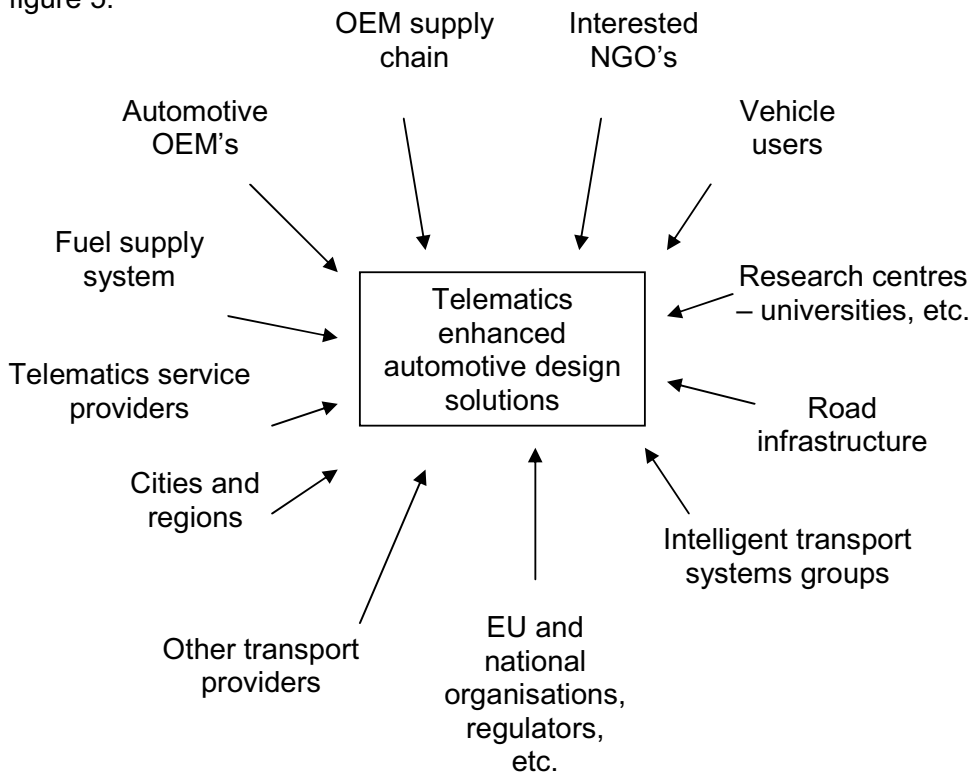 figure 5.
OEM supply
chain
Interested
NGO's
Automotive
OEM's
Vehicle
users
Fuel supply
system
Research centres
– universities, etc.
Telematics
enhanced
automotive design
solutions
Telematics service
providers
Road
infrastructure
Cities and
regions
Intelligent transport
systems groups
Other transport
providers
EU and
national
organisations,
regulators,
etc.